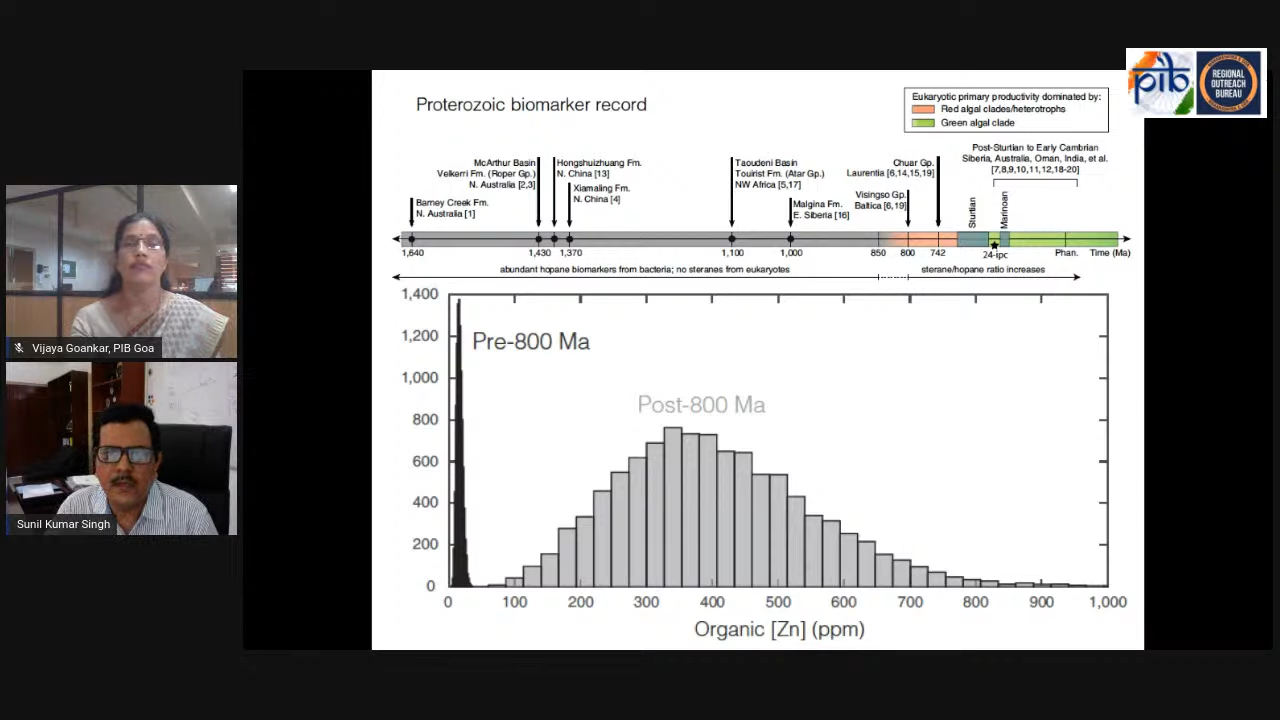 pib
REGIONAL
OUTREACH
BUREAU
Proterozoic biomarker record
Eukaryotic primary productivity dominated by:
Red algal clades/heterotrophs
Green algal clade
McArthur Basin
Velkerri Fm. (Roper Gp.)
N. Australia [2,3]
Barney Creek Fm.
N. Australia [1]
Hongshuizhuang Fm.
N. China [13]
Xiamaling Fm.
N. China [4]
Taoudeni Basin
Touirist Fm. (Atar Gp.)
NW Africa [5,17]
Malgina Fm.
E. Siberia [16]
Chuar Gp.
Laurentia [6,14,15,19]
Visingso Gp.
Baltica [6,19]
Post-Sturtian to Early Cambrian
Siberia, Australia, Oman, India, et al.
[7,8,9,10,11,12,18-20]
Sturtian
Marinoan
1,640 1,430 1,370 1,100 1,000 850 800 742 24-ipc Phan. Time (Ma)
abundant hopane biomarkers from bacteria; no steranes from eukaryotes
sterane/hopane ratio increases
1,400
1,200
1,000
800
600
400
200
0
Pre-800 Ma
Post-800 Ma
0 100 200 300 400 500 600 700 800 900 1,000
Organic [Zn] (ppm)
Vijaya Goankar, PIB Goa
Sunil Kumar Singh